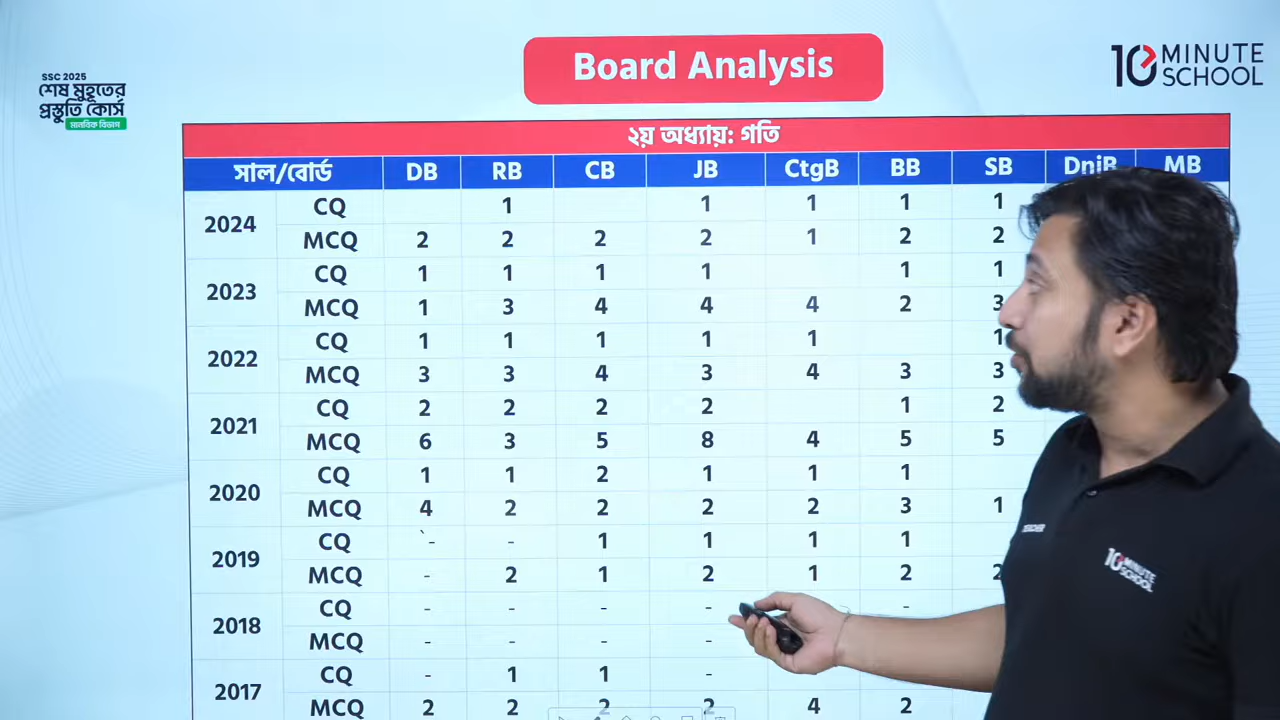 Board Analysis
SSC 2025
শেষ মুহূর্তের
প্রস্তুতি কোর্স
মানবিক বিভাগ
10 MINUTE SCHOOL
২য় অধ্যায়: গতি
সাল/বোর্ড DB RB CB JB CtgB BB SB DnjB MB
2024 CQ 1 1 1 1 1
MCQ 2 2 2 2 1 2 2
2023 CQ 1 1 1 1 1 1
MCQ 1 3 4 4 4 2 3
2022 CQ 1 1 1 1 1 1
MCQ 3 3 4 3 4 3 3
2021 CQ 2 2 2 2 1 2
MCQ 6 3 5 8 4 5 5
2020 CQ 1 1 2 1 1 1
MCQ 4 2 2 2 2 3 1
2019 CQ `- - 1 1 1 1
MCQ - 2 1 2 1 2 2
2018 CQ - - - - -
MCQ - - - -
2017 CQ - 1 1 -
MCQ 2 2 2 2 4 2
TEACHER
10 MINUTE SCHOOL